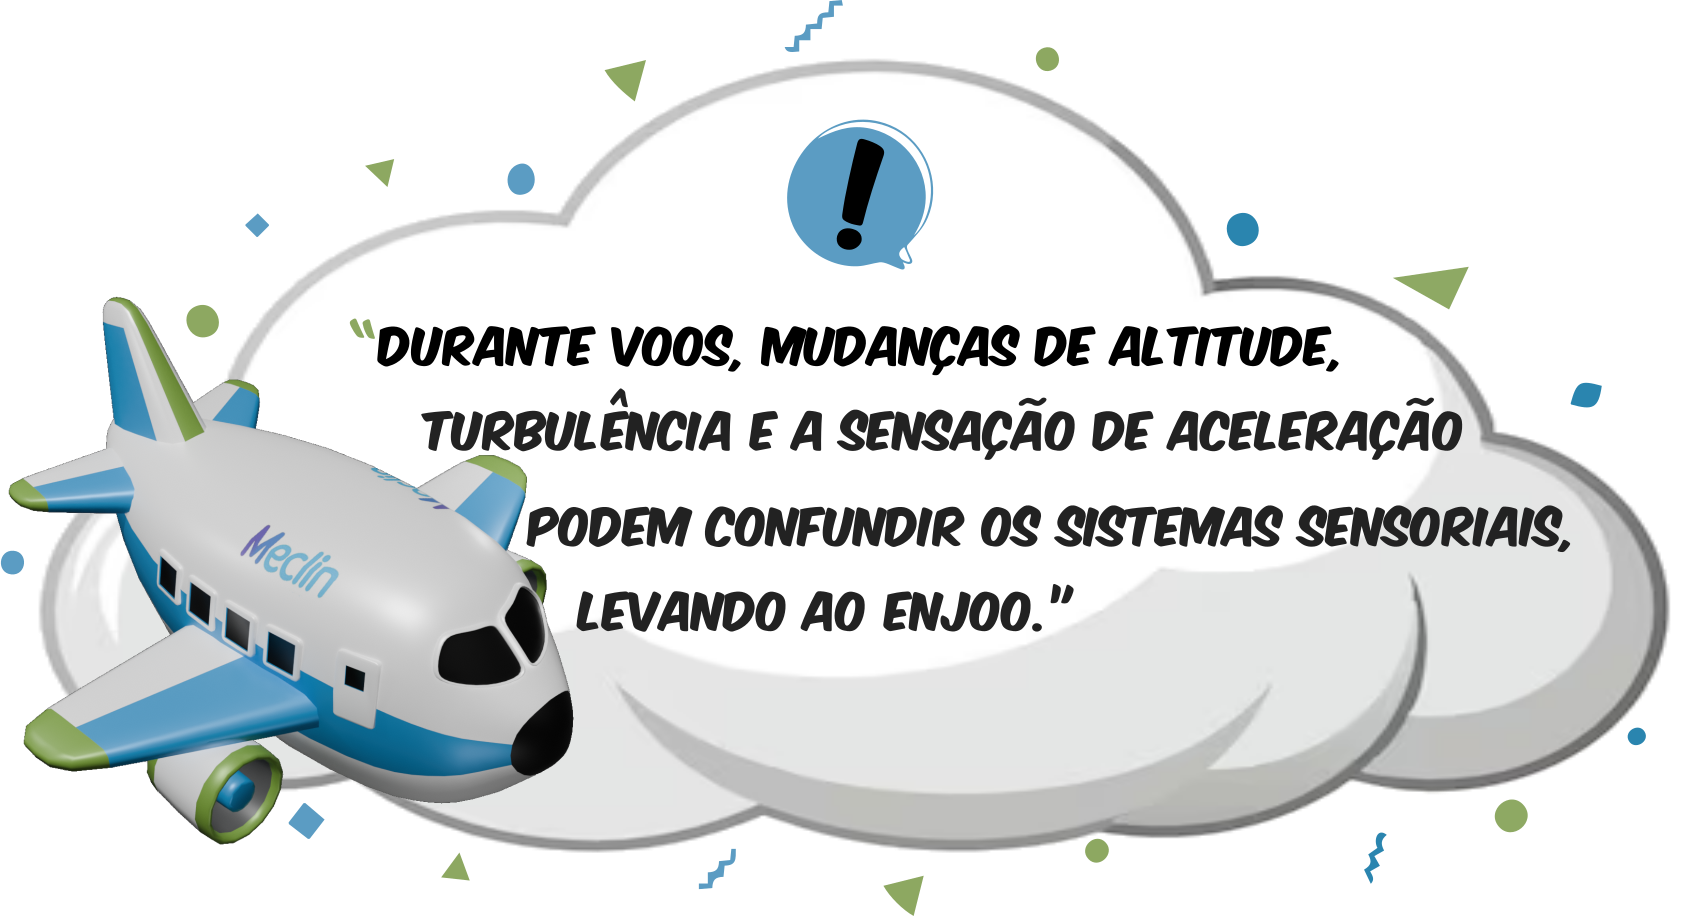 !
“DURANTE VOOS, MUDANÇAS DE ALTITUDE,
TURBULÊNCIA E A SENSAÇÃO DE ACELERAÇÃO
PODEM CONFUNDIR OS SISTEMAS SENSORIAIS,
LEVANDO AO ENJOO.”
Meclin